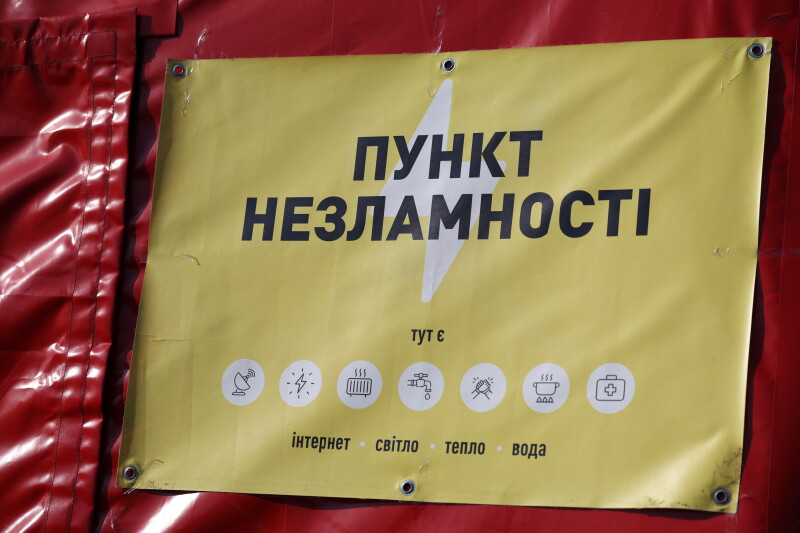 ПУНКТ
НЕЗЛАМНОСТІ
тут є
інтернет • світло • тепло • вода